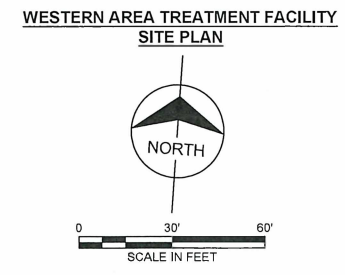 WESTERN AREA TREATMENT FACILITY
SITE PLAN
NORTH
0 30' 60'
SCALE IN FEET